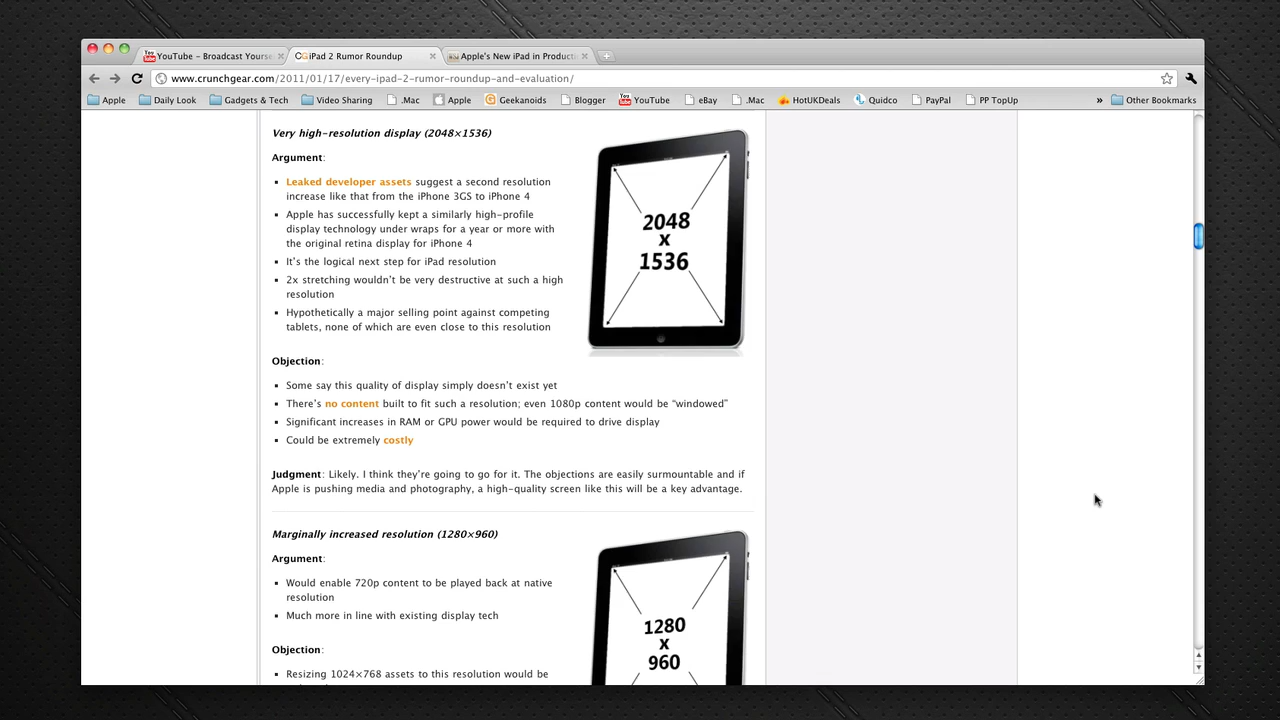 YouTube - Broadcast Yourse
CG iPad 2 Rumor Roundup
Apple's New iPad in Producti
www.crunchgear.com/2011/01/17/every-ipad-2-rumor-roundup-and-evaluation/
Apple
Daily Look
Gadgets & Tech
Video Sharing
.Mac
Apple
Geekanoids
Blogger
YouTube
eBay
.Mac
HotUKDeals
Quidco
PayPal
PP TopUp
»
Other Bookmarks
Very high-resolution display (2048×1536)
Argument:
Leaked developer assets suggest a second resolution
increase like that from the iPhone 3GS to iPhone 4
Apple has successfully kept a similarly high-profile
display technology under wraps for a year or more with
the original retina display for iPhone 4
It's the logical next step for iPad resolution
2x stretching wouldn't be very destructive at such a high
resolution
Hypothetically a major selling point against competing
tablets, none of which are even close to this resolution
2048
x
1536
Objection:
Some say this quality of display simply doesn't exist yet
There's no content built to fit such a resolution; even 1080p content would be “windowed”
Significant increases in RAM or GPU power would be required to drive display
Could be extremely costly
Judgment: Likely. I think they're going to go for it. The objections are easily surmountable and if
Apple is pushing media and photography, a high-quality screen like this will be a key advantage.
Marginally increased resolution (1280×960)
Argument:
Would enable 720p content to be played back at native
resolution
Much more in line with existing display tech
1280
x
960
Objection:
Resizing 1024×768 assets to this resolution would be